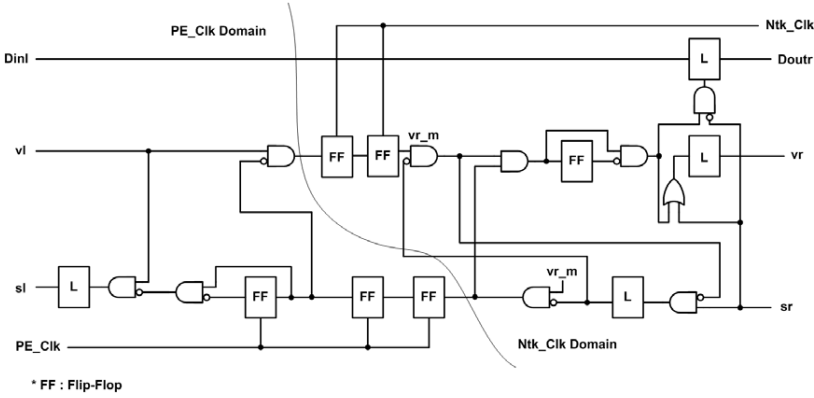 PE_Clk Domain
Ntk_Clk
Dinl
L
Doutr
vl
FF
FF
vr_m
FF
L
vr
sl
L
FF
FF
FF
vr_m
L
sr
PE_Clk
Ntk_Clk Domain
* FF : Flip-Flop